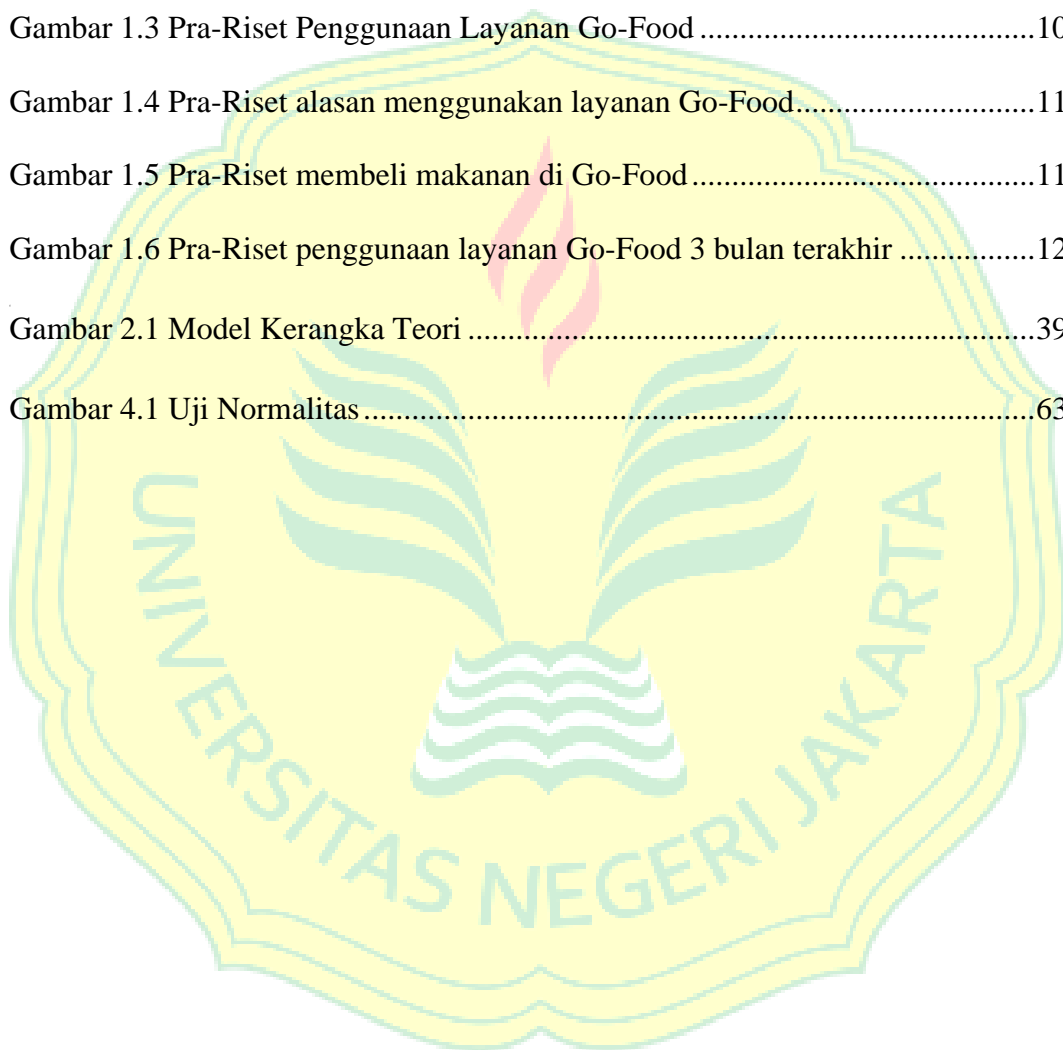 Gambar 1.3 Pra-Riset Penggunaan Layanan Go-Food ..........................................10
Gambar 1.4 Pra-Riset alasan menggunakan layanan Go-Food..............................11
Gambar 1.5 Pra-Riset membeli makanan di Go-Food...........................................11
Gambar 1.6 Pra-Riset penggunaan layanan Go-Food 3 bulan terakhir .................12
Gambar 2.1 Model Kerangka Teori .......................................................................39
Gambar 4.1 Uji Normalitas....................................................................................63
UNIVERSITAS NEGERI JAKARTA